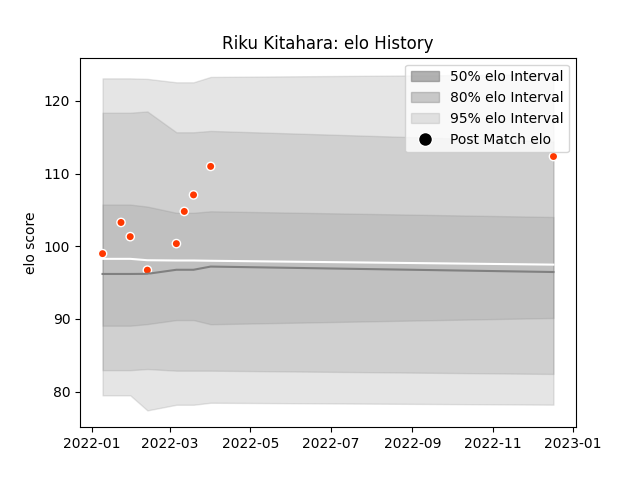 Riku Kitahara: elo History
50% elo Interval
80% elo Interval
95% elo Interval
Post Match elo
elo score
120
110
100
90
80
2022-01
2022-03
2022-05
2022-07
2022-09
2022-11
2023-01